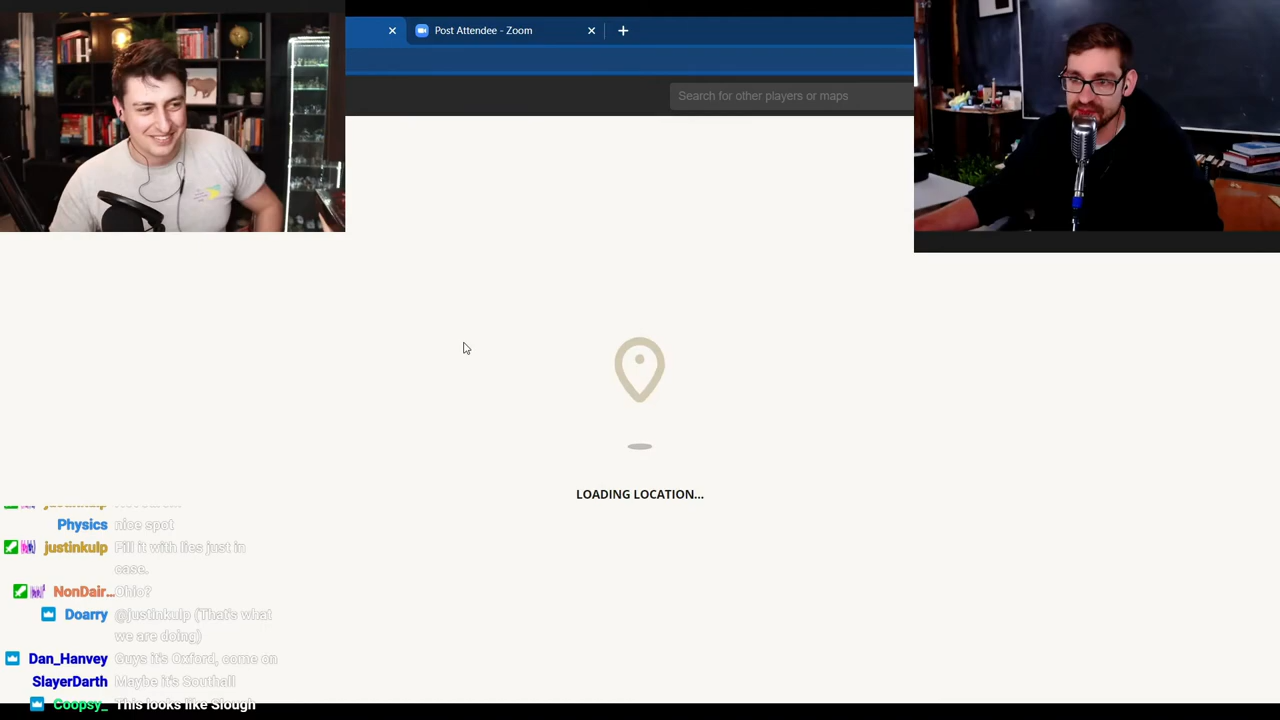 Post Attendee - Zoom
Search for other players or maps
LOADING LOCATION...
Physics nice spot
justinkulp Fill it with lies just in
case.
NonDair... Ohio?
Doarry @justinkulp (That's what
we are doing)
Dan_Hanvey Guys it's Oxford, come on
SlayerDarth Maybe it's Southall
Coopsy_ This looks like Slough